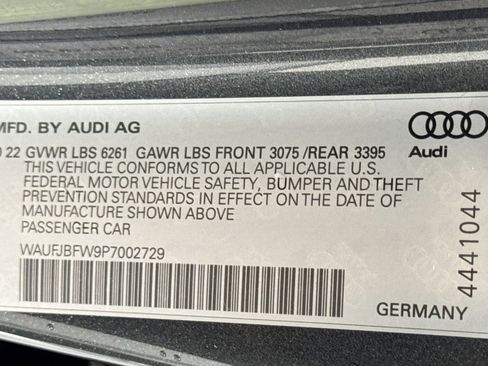 MFD. BY AUDI AG
22 GVWR LBS 6261 GAWR LBS FRONT 3075 /REAR 3395
THIS VEHICLE CONFORMS TO ALL APPLICABLE U.S.
FEDERAL MOTOR VEHICLE SAFETY, BUMPER AND THEFT
PREVENTION STANDARDS IN EFFECT ON THE DATE OF
MANUFACTURE SHOWN ABOVE
PASSENGER CAR
WAUFJBFW9P7002729
Audi
4441044
GERMANY